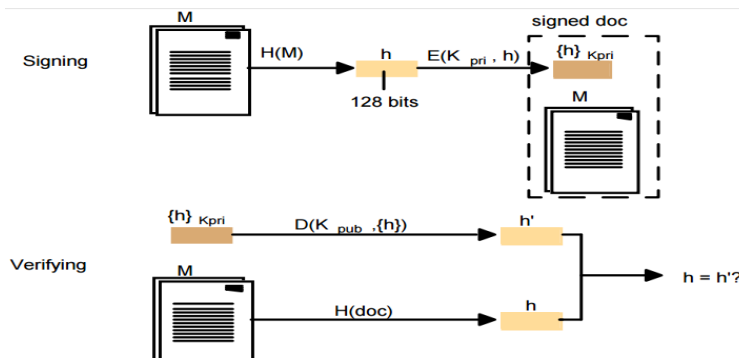 signed doc
M
Signing
H(M)
h
E(K pri , h)
{h} Kpri
128 bits
M
{h} Kpri
D(K pub ,{h})
h'
Verifying
M
h = h'?
H(doc)
h